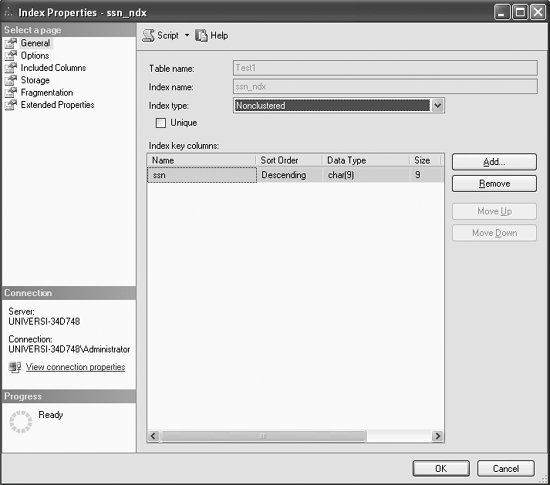 Index Properties - ssn_ndx
Select a page
General
Options
Included Columns
Storage
Fragmentation
Extended Properties
Script
Help
Table name:
Test1
Index name:
ssn_ndx
Index type:
Nonclustered
Unique
Index key columns:
Name Sort Order Data Type Size
ssn Descending char(9) 9
Add...
Remove
Move Up
Move Down
Connection
Server:
UNIVERSI-34D748
Connection:
UNIVERSI-34D748\Administrator
View connection properties
Progress
Ready
OK
Cancel